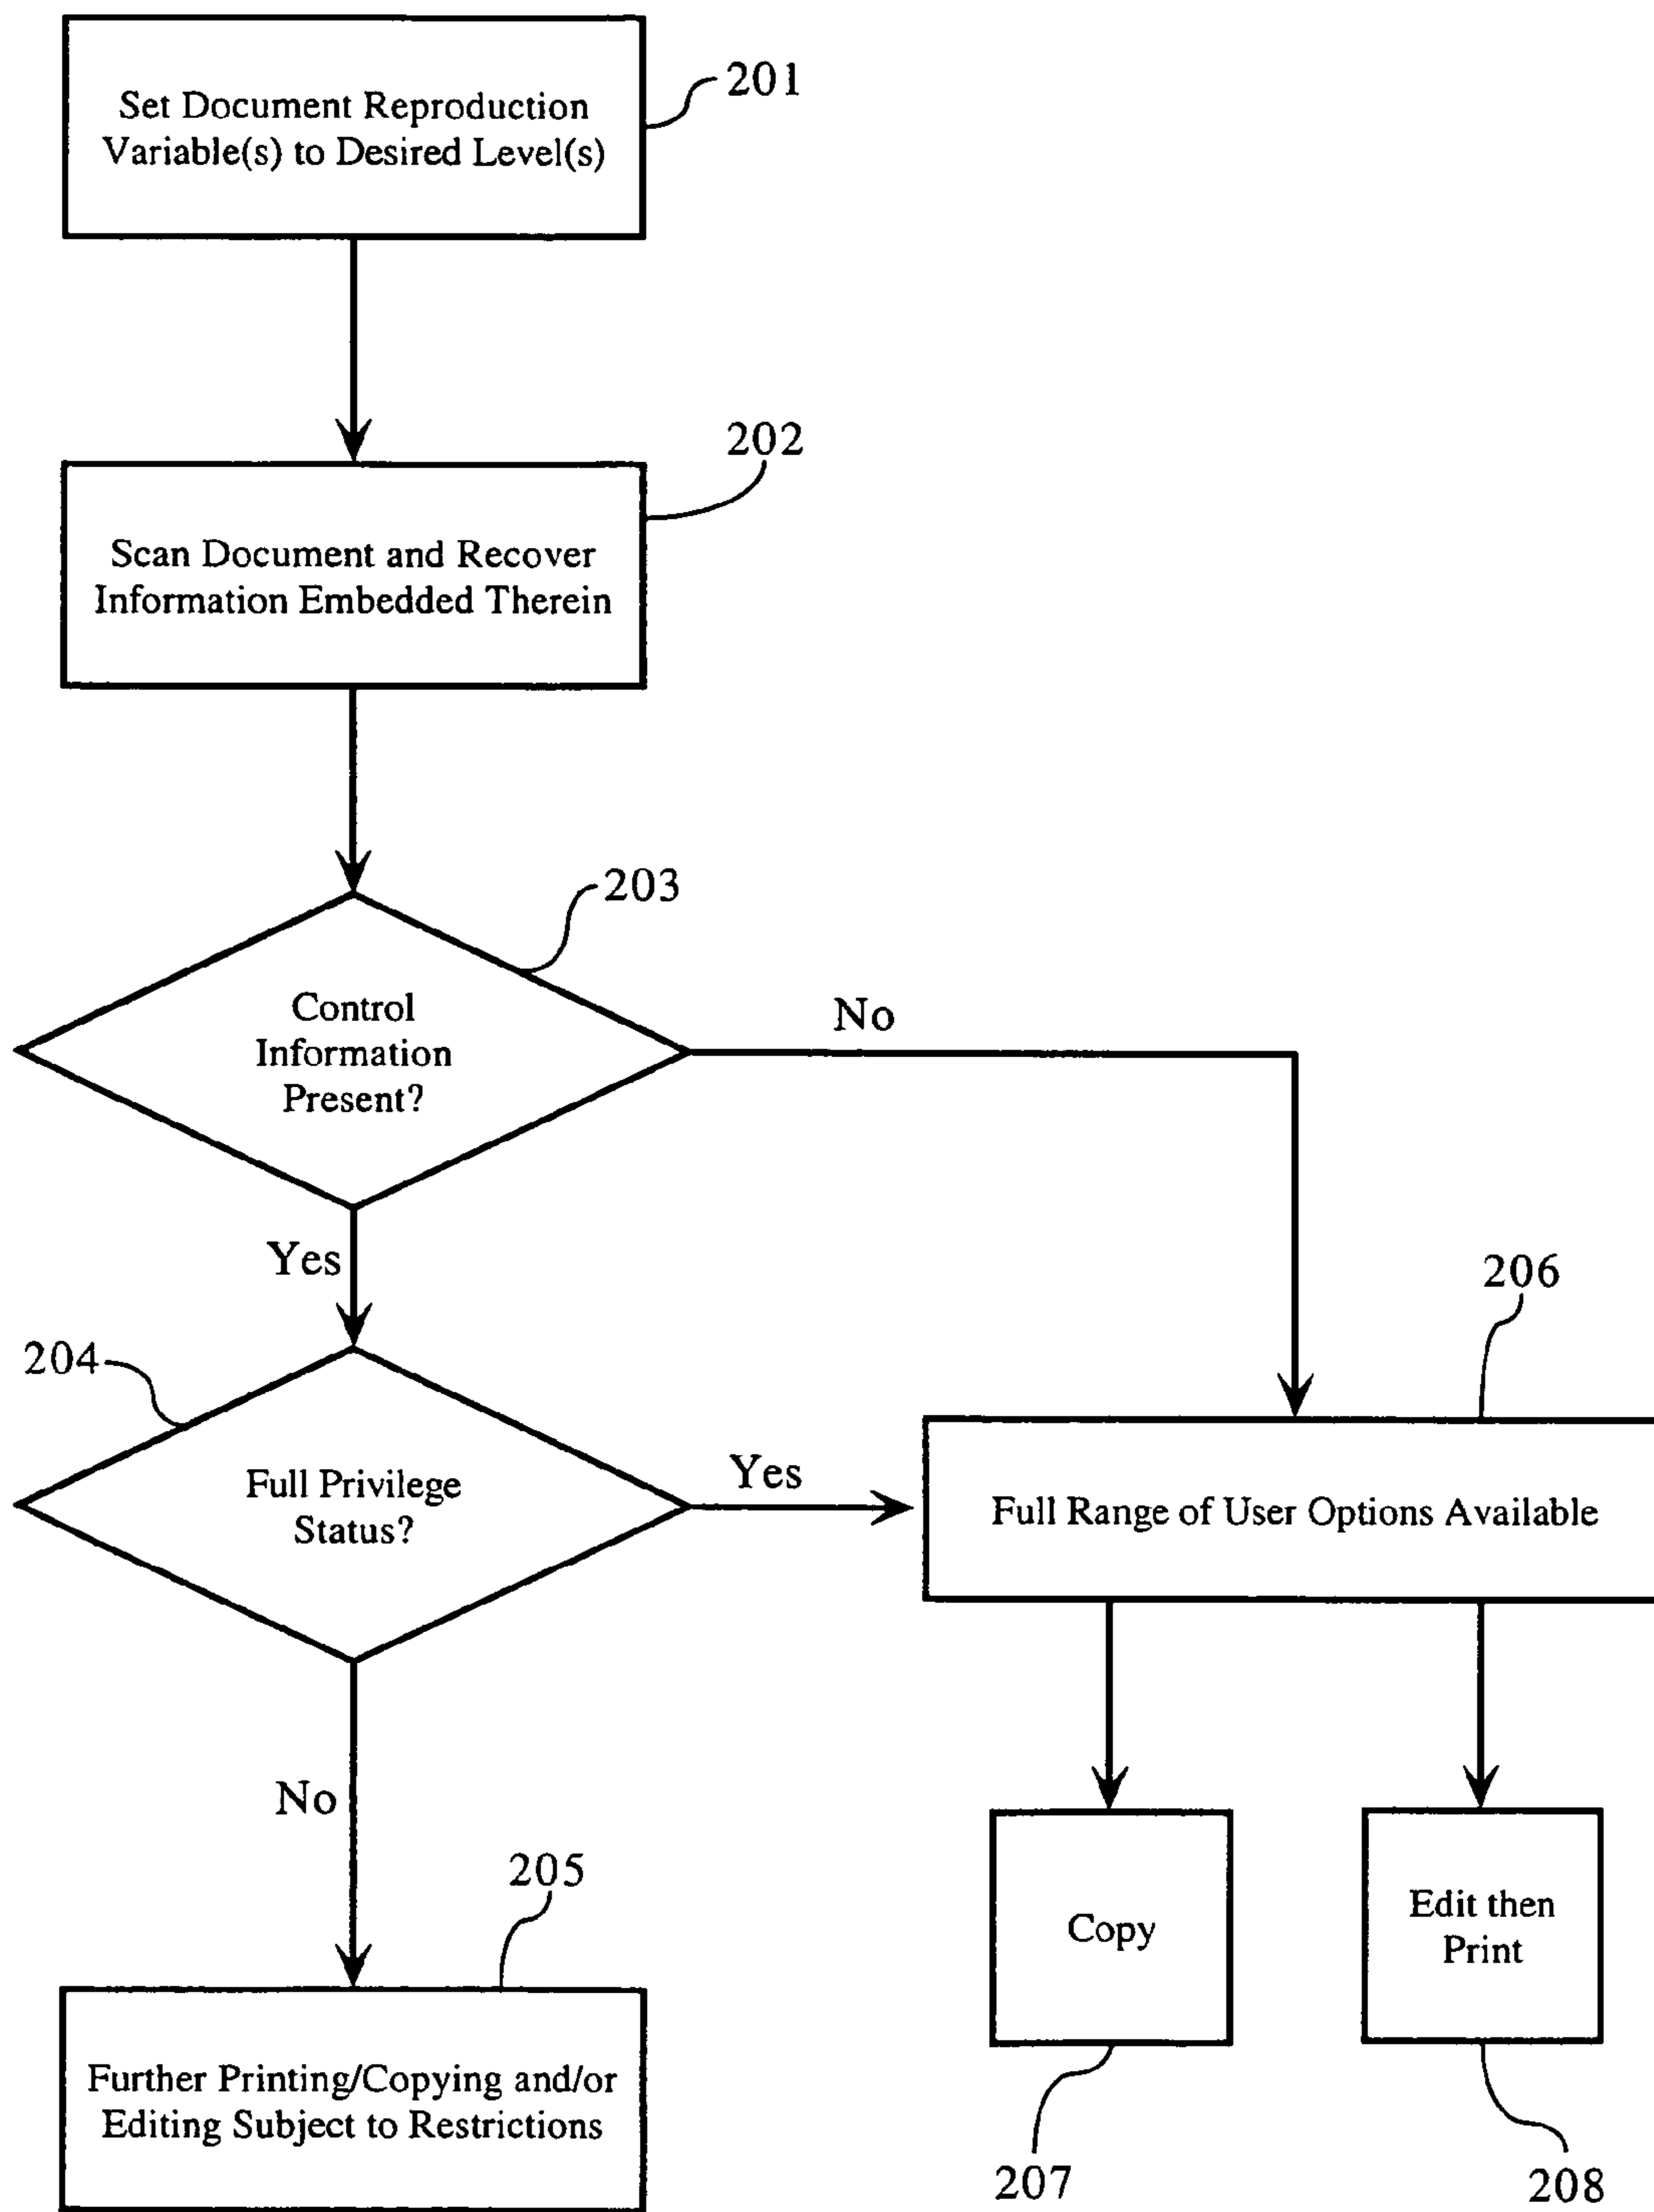 Set Document Reproduction
Variable(s) to Desired Level(s)
201
Scan Document and Recover
Information Embedded Therein
202
203
Control
Information
Present?
No
Yes
204
Full Privilege
Status?
Yes
206
Full Range of User Options Available
No
205
Further Printing/Copying and/or
Editing Subject to Restrictions
Copy
207
Edit then
Print
208